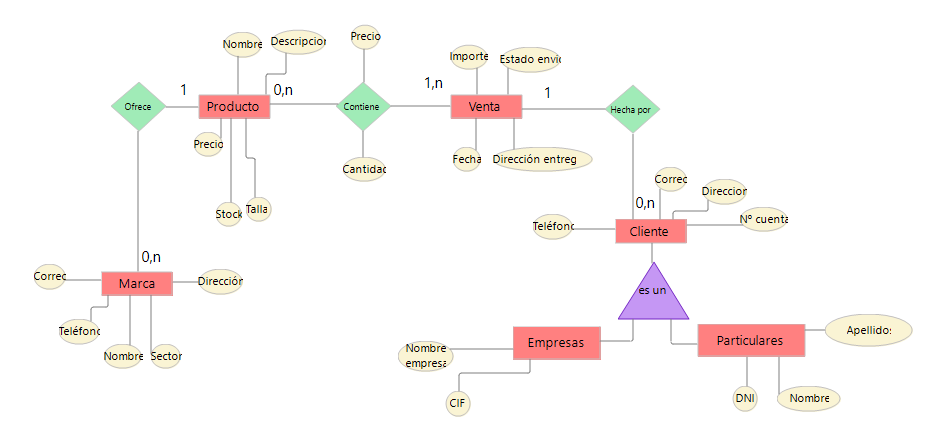 Precio
Nombre
Descripcion
Importe
Estado envio
1
0,n
1,n
1
Ofrece
Producto
Contiene
Venta
Hecha por
Precio
Fecha
Dirección entreg
Cantidad
Correo
Direccion
Stock
Talla
0,n
Nº cuenta
Teléfono
Cliente
0,n
Correo
Marca
Dirección
es un
Teléfono
Nombre
Sector
Empresas
Particulares
Apellidos
Nombre
empresa
CIF
DNI
Nombre